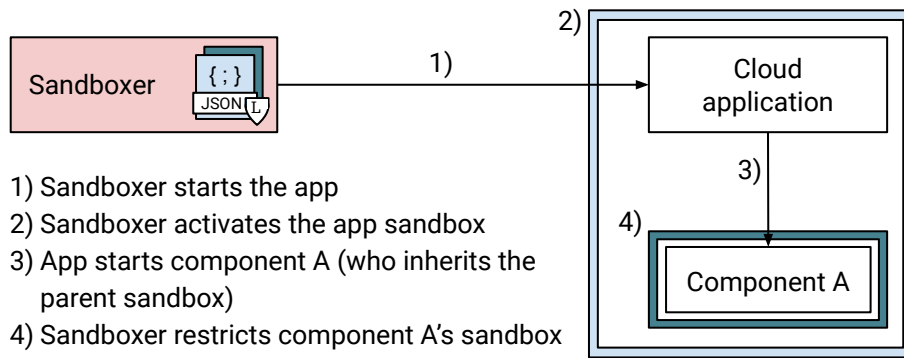 2)
Sandboxer
{ ; }
JSON
L
1)
Cloud
application
3)
4)
Component A
1) Sandboxer starts the app
2) Sandboxer activates the app sandbox
3) App starts component A (who inherits the
parent sandbox)
4) Sandboxer restricts component A’s sandbox